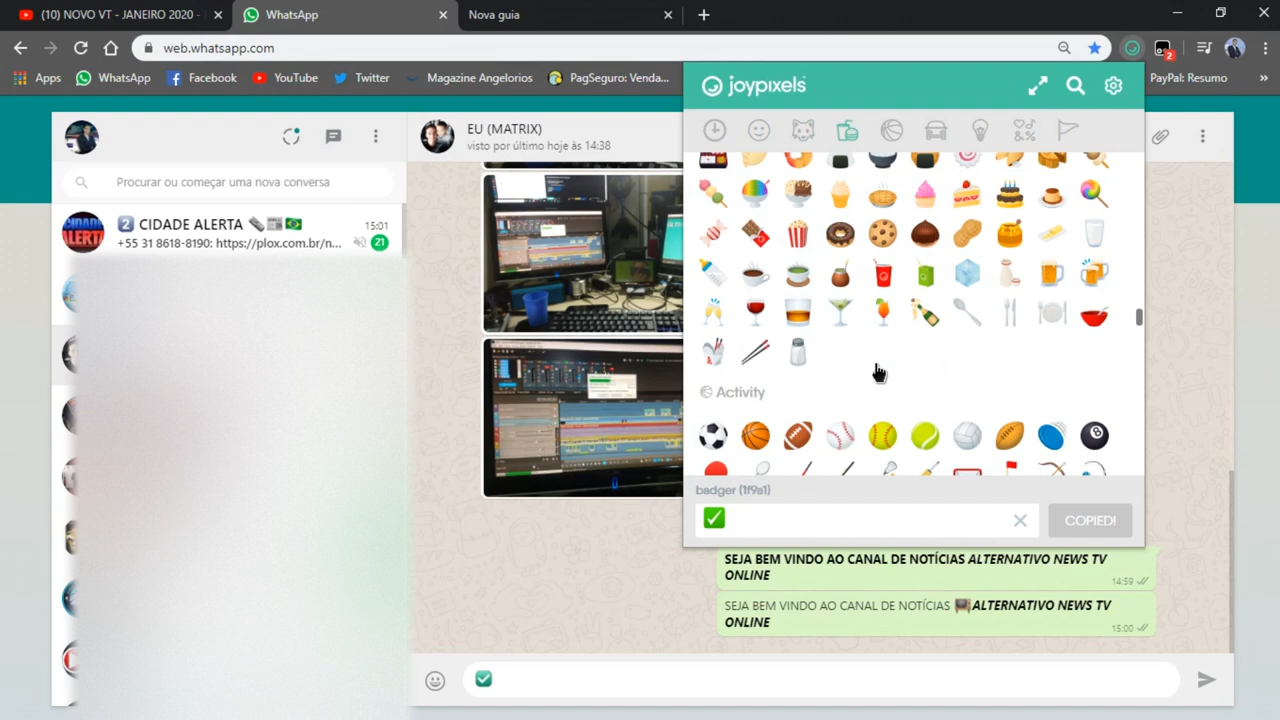 (10) NOVO VT - JANEIRO 2020 -
WhatsApp
Nova guia
web.whatsapp.com
2
Apps
WhatsApp
Facebook
YouTube
Twitter
Magazine Angelorios
PagSeguro: Venda...
PayPal: Resumo
»
joypixels
EU (MATRIX)
visto por último hoje às 14:38
Procurar ou começar uma nova conversa
2 CIDADE ALERTA
15:01
+55 31 8618-8190: https://plox.com.br/n...
21
CIDADE
ALERTA
Activity
8
badger (1f9a1)
COPIED!
SEJA BEM VINDO AO CANAL DE NOTÍCIAS ALTERNATIVO NEWS TV
ONLINE
14:59
SEJA BEM VINDO AO CANAL DE NOTÍCIAS ALTERNATIVO NEWS TV
ONLINE
15:00